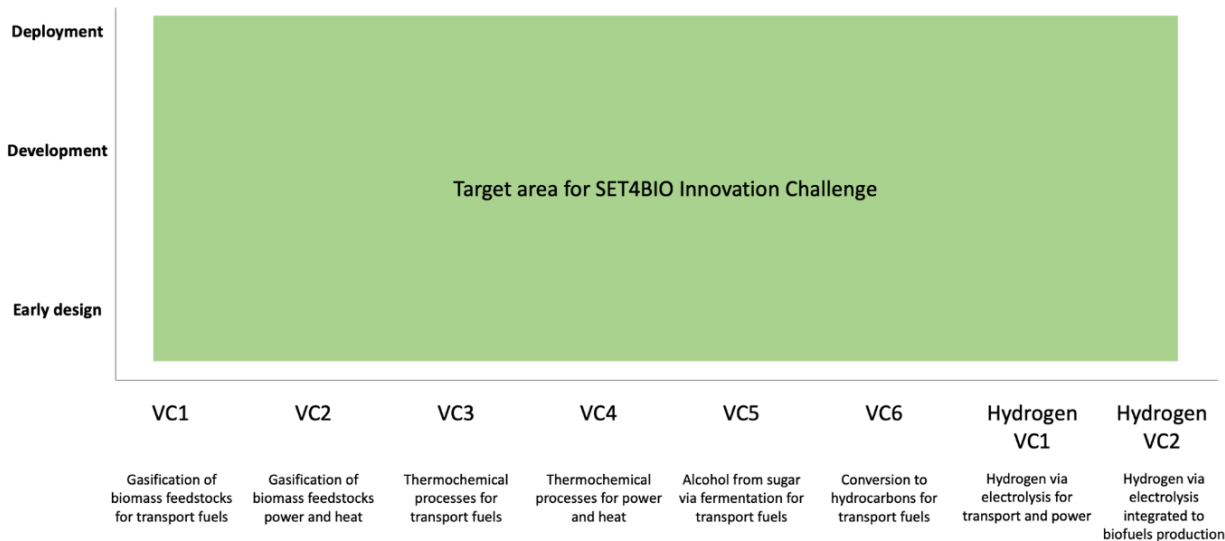 Deployment
Development
Target area for SET4BIO Innovation Challenge
Early design
VC1
VC2
VC3
VC4
VC5
VC6
Hydrogen
VC1
Hydrogen
VC2
Gasification of
biomass feedstocks
for transport fuels
Gasification of
biomass feedstocks
power and heat
Thermochemical
processes for
transport fuels
Thermochemical
processes for power
and heat
Alcohol from sugar
via fermentation for
transport fuels
Conversion to
hydrocarbons for
transport fuels
Hydrogen via
electrolysis for
transport and power
Hydrogen via
electrolysis
integrated to
biofuels production